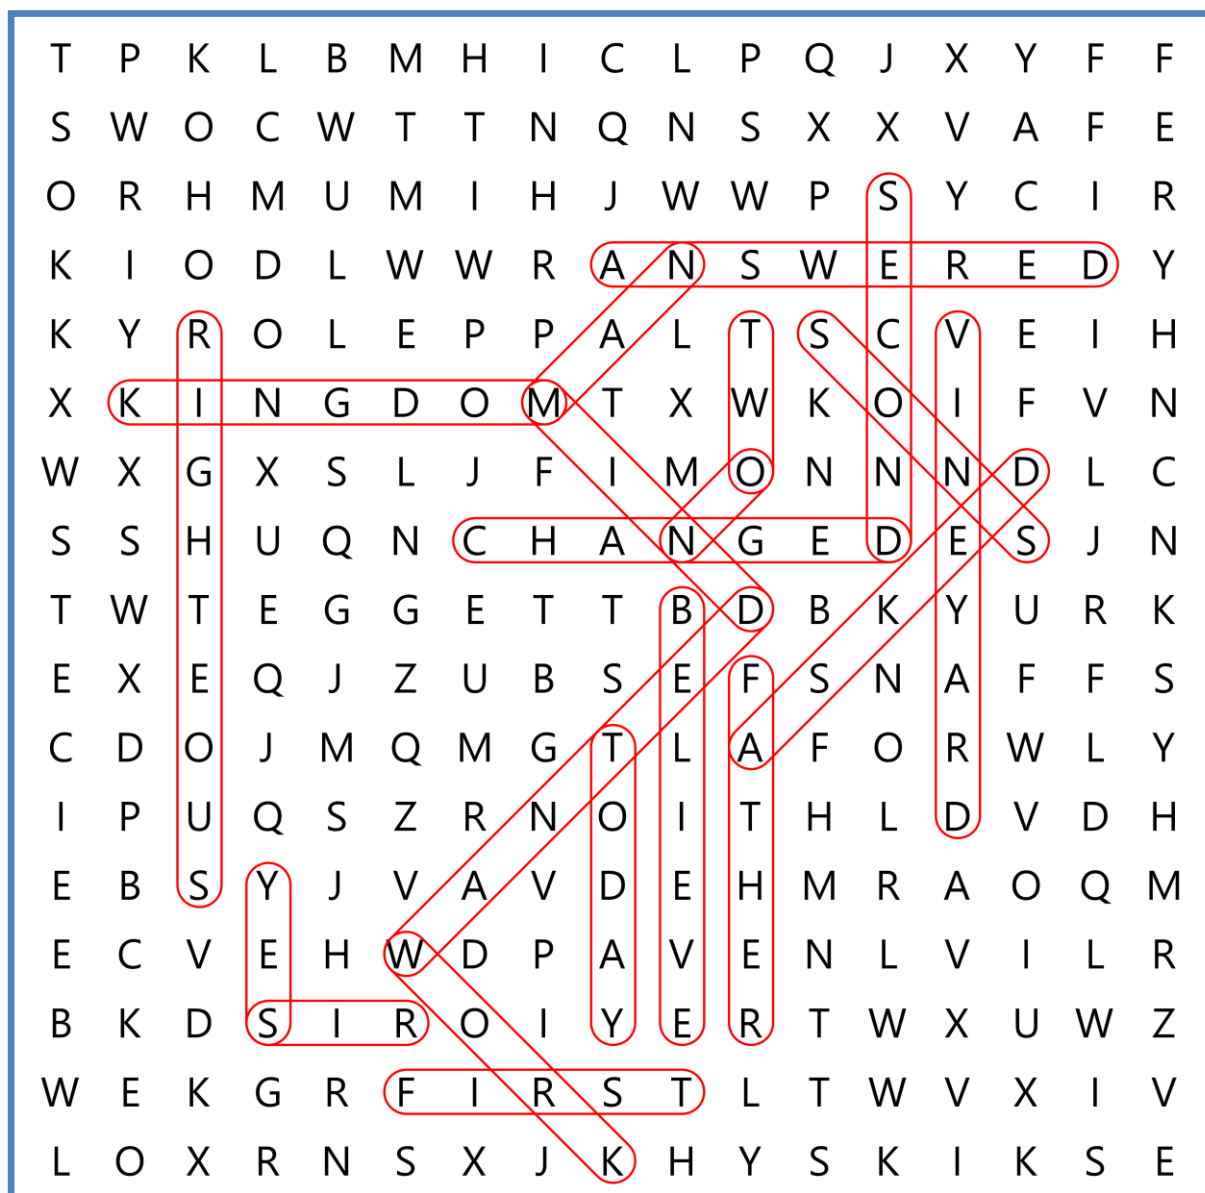 T P K L B M H I C L P Q J X Y F F
S W O C W T T N Q N S X X V A F E
O R H M U M I H J W W P S Y C I R
K I O D L W W R A N S W E R E D Y
K Y R O L E P P A L T S C V E I H
X K I N G D O M T X W K O I F V N
W X G X S L J F I M O N N N D L C
S S H U Q N C H A N G E D E S J N
T W T E G G E T T B D B K Y U R K
E X E Q J Z U B S E F S N A F F S
C D O J M Q M G T L A F O R W L Y
I P U Q S Z R N O I T H L D V D H
E B S Y J V A V D E H M R A O Q M
E C V E H W D P A V E N L V I L R
B K D S I R O I Y E R T W X U W Z
W E K G R F I R S T L T W V X I V
L O X R N S X J K H Y S K I K S E